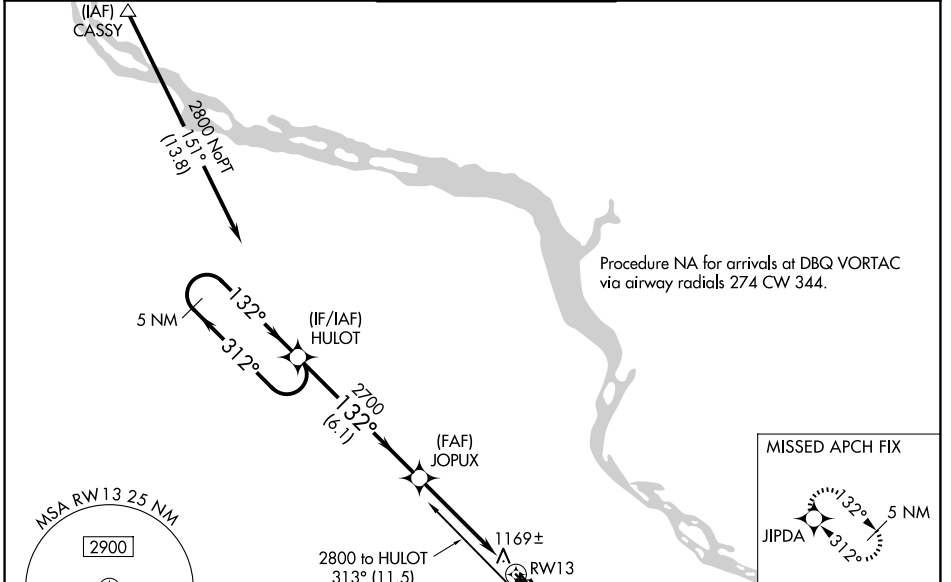 (IAF)
CASSY
2800 NoPT
151°
(13.8)
Procedure NA for arrivals at DBQ VORTAC
via airway radials 274 CW 344.
132°
5 NM
312°
(IF/IAF)
HULOT
2700
132°
(6.1)
(FAF)
JOPUX
MISSED APCH FIX
132°
5 NM
JIPDA
312°
MSA RW13 25 NM
2900
1169±
RW13
2800 to HULOT
313° (11.5)